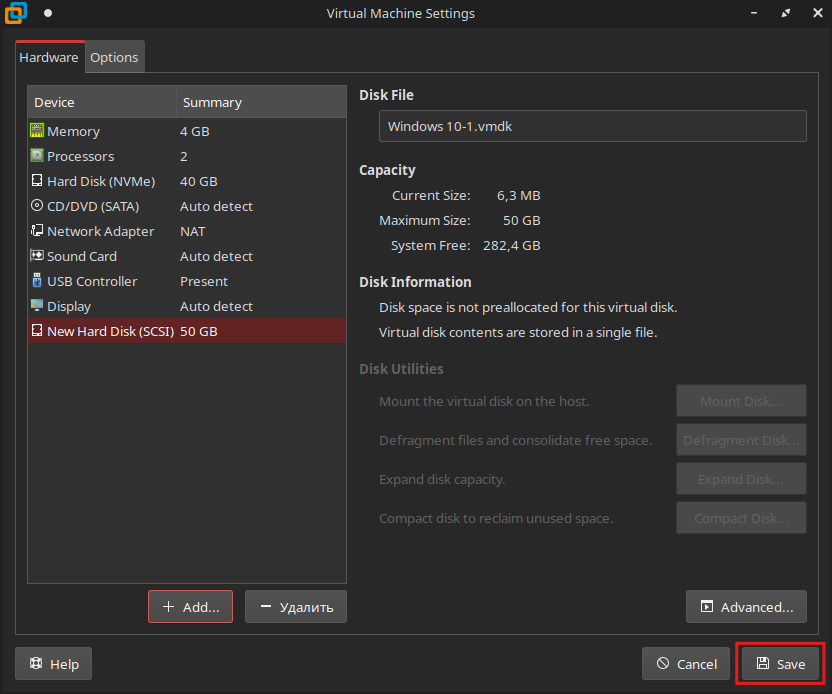 Virtual Machine Settings
Hardware Options
Device Summary
Memory 4 GB
Processors 2
Hard Disk (NVMe) 40 GB
CD/DVD (SATA) Auto detect
Network Adapter NAT
Sound Card Auto detect
USB Controller Present
Display Auto detect
New Hard Disk (SCSI) 50 GB
Add...
Удалить
Disk File
Windows 10-1.vmdk
Capacity
Current Size: 6,3 MB
Maximum Size: 50 GB
System Free: 282,4 GB
Disk Information
Disk space is not preallocated for this virtual disk.
Virtual disk contents are stored in a single file.
Disk Utilities
Mount the virtual disk on the host. Mount Disk...
Defragment files and consolidate free space. Defragment Disk...
Expand disk capacity. Expand Disk...
Compact disk to reclaim unused space. Compact Disk...
Advanced...
Help
Cancel
Save